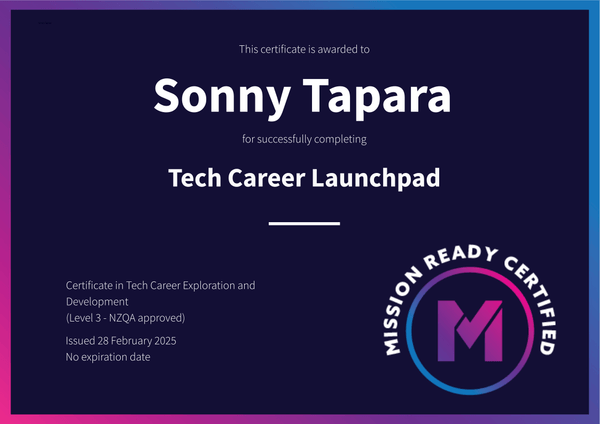 This certificate is awarded to
Sonny Tapara
for successfully completing
Tech Career Launchpad
Certificate in Tech Career Exploration and
Development
(Level 3 - NZQA approved)
Issued 28 February 2025
No expiration date
MISSION READY CERTIFIED
M